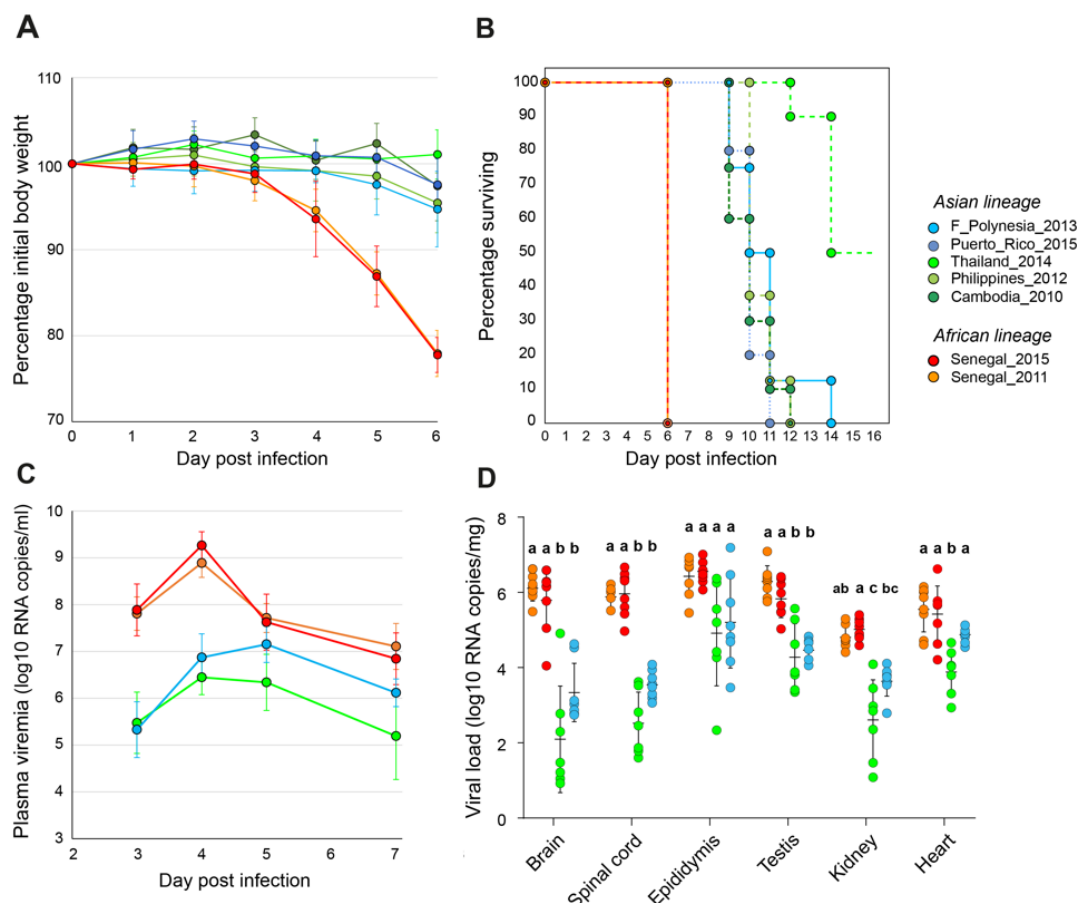 A
Percentage initial body weight
110
100
90
80
70
0 1 2 3 4 5 6
Day post infection
B
Percentage surviving
100
90
80
70
60
50
40
30
20
10
0
0 1 2 3 4 5 6 7 8 9 10 11 12 13 14 15 16
Day post infection
Asian lineage
F_Polynesia_2013
Puerto_Rico_2015
Thailand_2014
Philippines_2012
Cambodia_2010
African lineage
Senegal_2015
Senegal_2011
C
Plasma viremia (log10 RNA copies/ml)
10
9
8
7
6
5
4
3
2 3 4 5 6 7
Day post infection
D
Viral load (log10 RNA copies/mg)
8
6
4
2
0
a a b b
a a b b
a a a a
a a b b
ab a c bc
a a b a
Brain
Spinal cord
Epididymis
Testis
Kidney
Heart